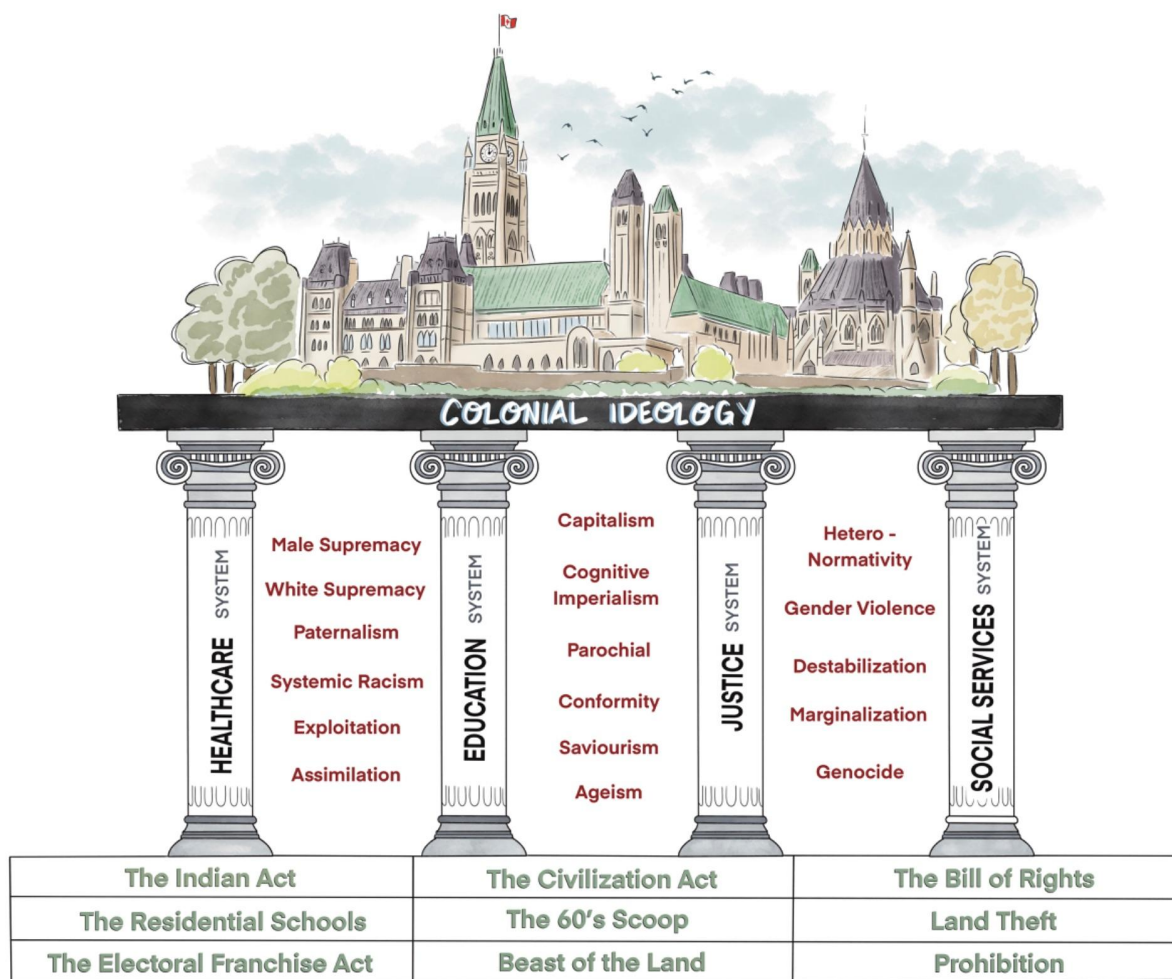 COLONIAL IDEOLOGY
HEALTHCARE SYSTEM
Male Supremacy
White Supremacy
Paternalism
Systemic Racism
Exploitation
Assimilation
EDUCATION SYSTEM
Capitalism
Cognitive
Imperialism
Parochial
Conformity
Saviourism
Ageism
JUSTICE SYSTEM
Hetero -
Normativity
Gender Violence
Destabilization
Marginalization
Genocide
SOCIAL SERVICES SYSTEM
The Indian Act
The Civilization Act
The Bill of Rights
The Residential Schools
The 60's Scoop
Land Theft
The Electoral Franchise Act
Beast of the Land
Prohibition